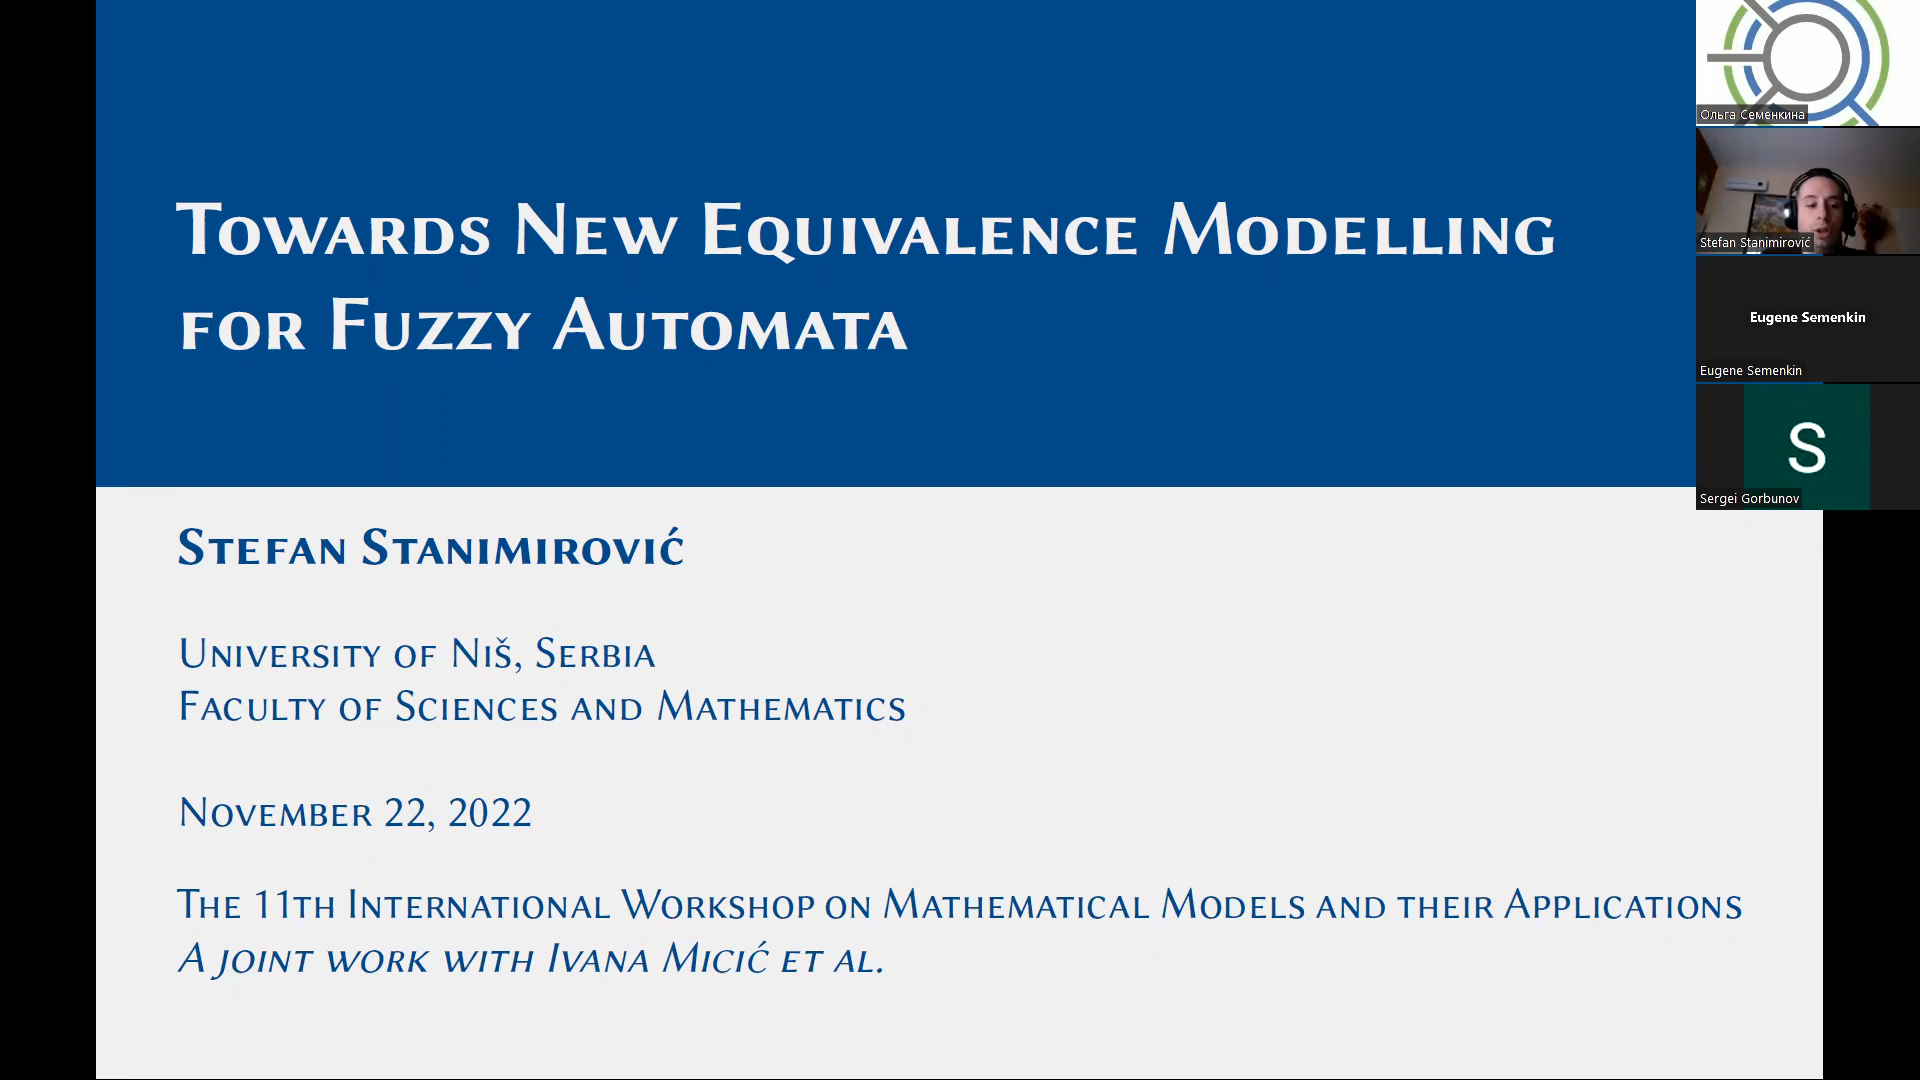 Towards New Equivalence Modelling
for Fuzzy Automata
Stefan Stanimirović
University of Niš, Serbia
Faculty of Sciences and Mathematics
November 22, 2022
The 11th International Workshop on Mathematical Models and their Applications
A joint work with Ivana Micić et al.
Ольга Семенкина
Stefan Stanimirović
Eugene Semenkin
Eugene Semenkin
S
Sergei Gorbunov